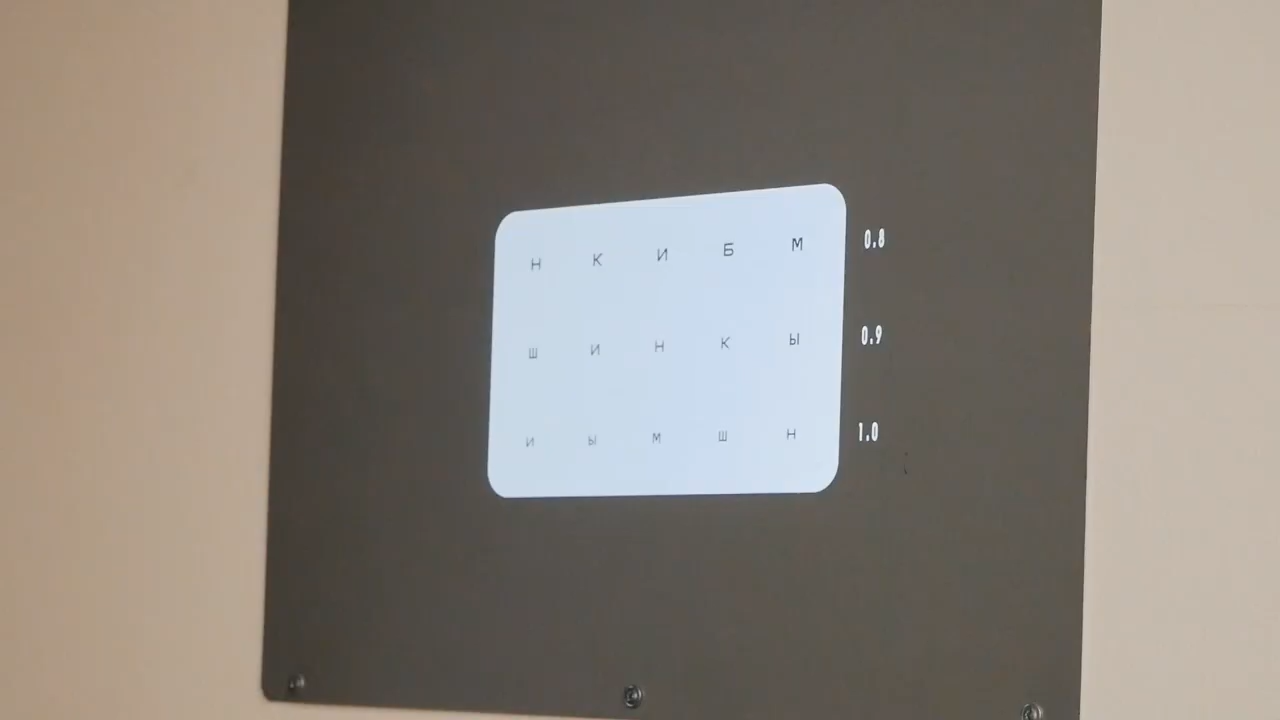 Н К И Б М 0.8
Ш И Н К Ы 0.9
И Ы М Ш Н 1.0